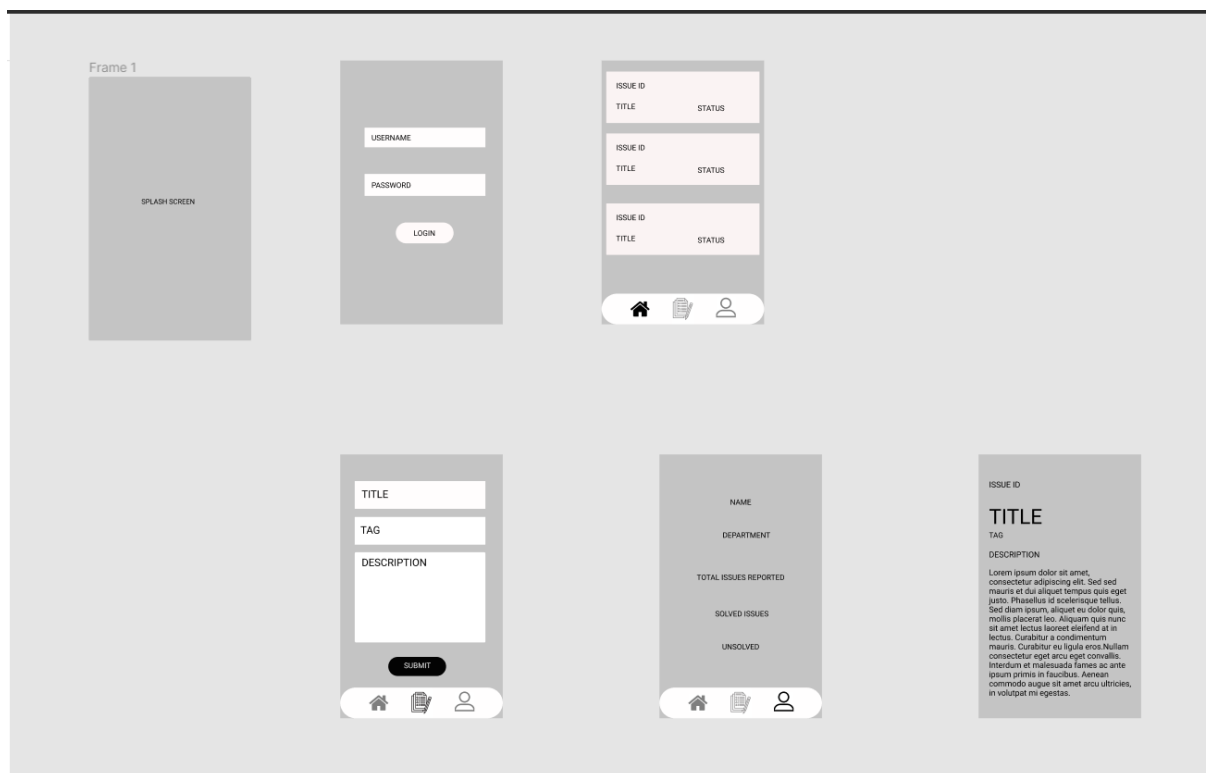 Frame 1
SPLASH SCREEN
USERNAME
PASSWORD
LOGIN
ISSUE ID
TITLE STATUS
ISSUE ID
TITLE STATUS
ISSUE ID
TITLE STATUS
TITLE
TAG
DESCRIPTION
SUBMIT
NAME
DEPARTMENT
TOTAL ISSUES REPORTED
SOLVED ISSUES
UNSOLVED
ISSUE ID
TITLE
TAG
DESCRIPTION
Lorem ipsum dolor sit amet,
consectetur adipiscing elit. Sed sed
mauris et dui aliquet tempus quis eget
justo. Phasellus id scelerisque tellus.
Sed diam ipsum, aliquet eu dolor quis,
mollis placerat leo. Aliquam quis nunc
sit amet lectus laoreet eleifend at in
lectus. Curabitur a condimentum
mauris. Curabitur eu ligula eros.Nullam
consectetur eget arcu eget convallis.
Interdum et malesuada fames ac ante
ipsum primis in faucibus. Aenean
commodo augue sit amet arcu ultricies,
in volutpat mi egestas.